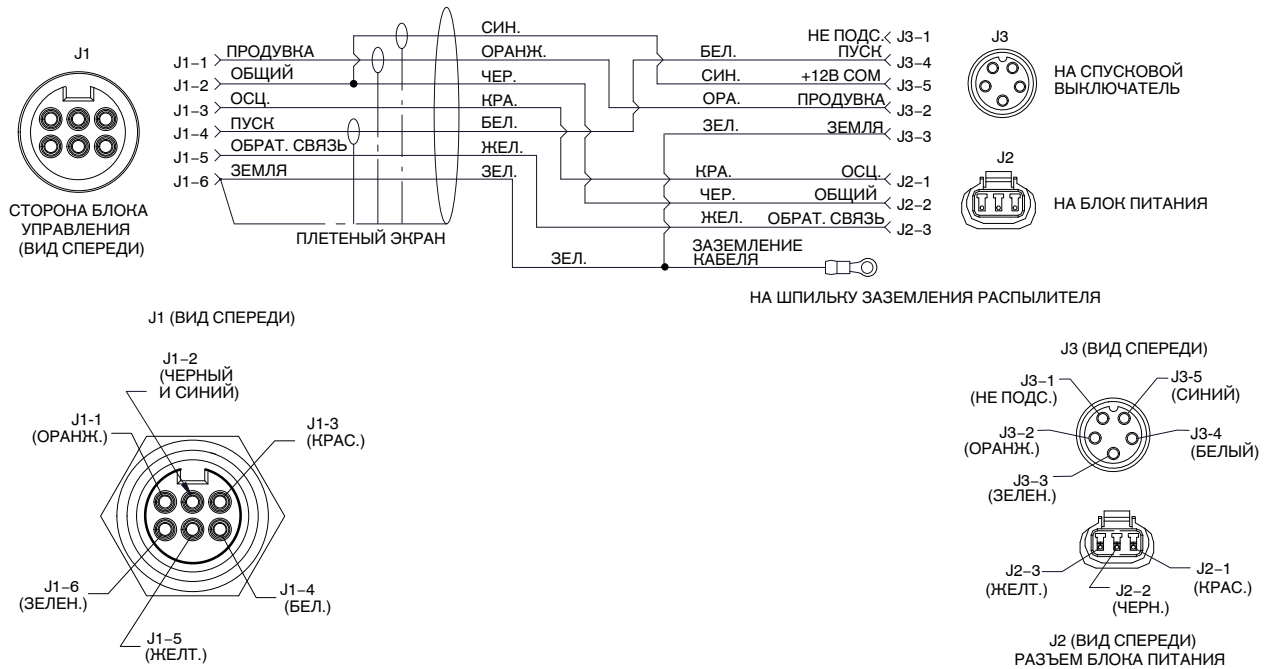 J1
J1–1
J1–2
J1–3
J1–4
J1–5
J1–6
ПРОДУВКА
ОБЩИЙ
ОСЦ.
ПУСК
ОБРАТ. СВЯЗЬ
ЗЕМЛЯ
СТОРОНА БЛОКА
УПРАВЛЕНИЯ
(ВИД СПЕРЕДИ)
СИН.
ОРАНЖ.
ЧЕР.
КРА.
БЕЛ.
ЖЕЛ.
ЗЕЛ.
ПЛЕТЕНЫЙ ЭКРАН
НЕ ПОДС. J3–1
БЕЛ. ПУСК J3–4
СИН. +12В COM J3–5
ОРА. ПРОДУВКА J3–2
ЗЕЛ. ЗЕМЛЯ J3–3
J3
НА СПУСКОВОЙ
ВЫКЛЮЧАТЕЛЬ
КРА. ОСЦ. J2–1
ЧЕР. ОБЩИЙ J2–2
ЖЕЛ. ОБРАТ. СВЯЗЬ J2–3
J2
НА БЛОК ПИТАНИЯ
ЗЕЛ.
ЗАЗЕМЛЕНИЕ
КАБЕЛЯ
НА ШПИЛЬКУ ЗАЗЕМЛЕНИЯ РАСПЫЛИТЕЛЯ
J1 (ВИД СПЕРЕДИ)
J1–2
(ЧЕРНЫЙ
И СИНИЙ)
J1-1
(ОРАНЖ.)
J1-3
(КРАС.)
J1–6
(ЗЕЛЕН.)
J1–4
(БЕЛ.)
J1–5
(ЖЕЛТ.)
J3 (ВИД СПЕРЕДИ)
J3–1
(НЕ ПОДС.)
J3-5
(СИНИЙ)
J3–2
(ОРАНЖ.)
J3-4
(БЕЛЫЙ)
J3–3
(ЗЕЛЕН.)
J2–3
(ЖЕЛТ.)
J2–2
(ЧЕРН.)
J2–1
(КРАС.)
J2 (ВИД СПЕРЕДИ)
РАЗЪЕМ БЛОКА ПИТАНИЯ